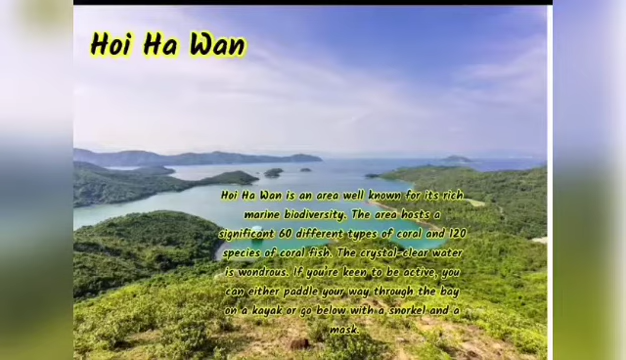 Hoi Ha Wan
Hoi Ha Wan is an area well known for its rich
marine biodiversity. The area hosts a
significant 60 different types of coral and 120
species of coral fish. The crystal-clear water
is wondrous. If you're keen to be active, you
can either paddle your way through the bay
on a kayak or go below with a snorkel and a
mask.